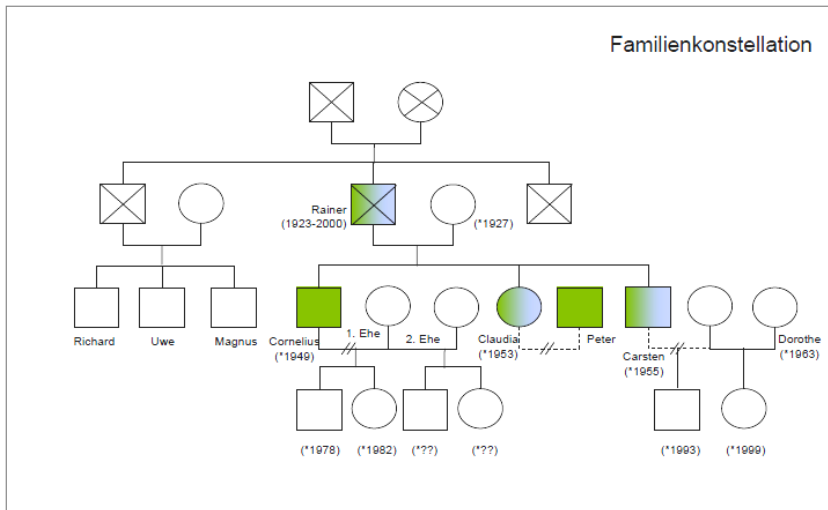 Familienkonstellation
Rainer
(1923-2000)
(*1927)
Richard
Uwe
Magnus
Cornelius
(*1949)
1. Ehe
2. Ehe
Claudia
(*1953)
Peter
Carsten
(*1955)
Dorothe
(*1963)
(*1978)
(*1982)
(*??)
(*??)
(*1993)
(*1999)